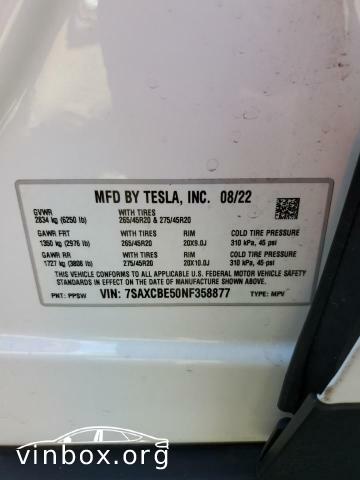 MFD BY TESLA, INC. 08/22
GVWR WITH TIRES
2834 kg (6250 lb) 265/45R20 & 275/45R20
GAWR FRT WITH TIRES RIM COLD TIRE PRESSURE
1350 kg (2976 lb) 265/45R20 20X9.0J 310 kPa, 45 psi
GAWR RR WITH TIRES RIM COLD TIRE PRESSURE
1727 kg (3808 lb) 275/45R20 20X10.0J 310 kPa, 45 psi
THIS VEHICLE CONFORMS TO ALL APPLICABLE U.S. FEDERAL MOTOR VEHICLE SAFETY
AND THEFT PREVENTION STANDARDS IN EFFECT ON THE DATE OF MANUFACTURE SHOWN ABOVE.
PNT: PPSW VIN: 7SAXCBE50NF358877 TYPE: MPV
vinbox.org